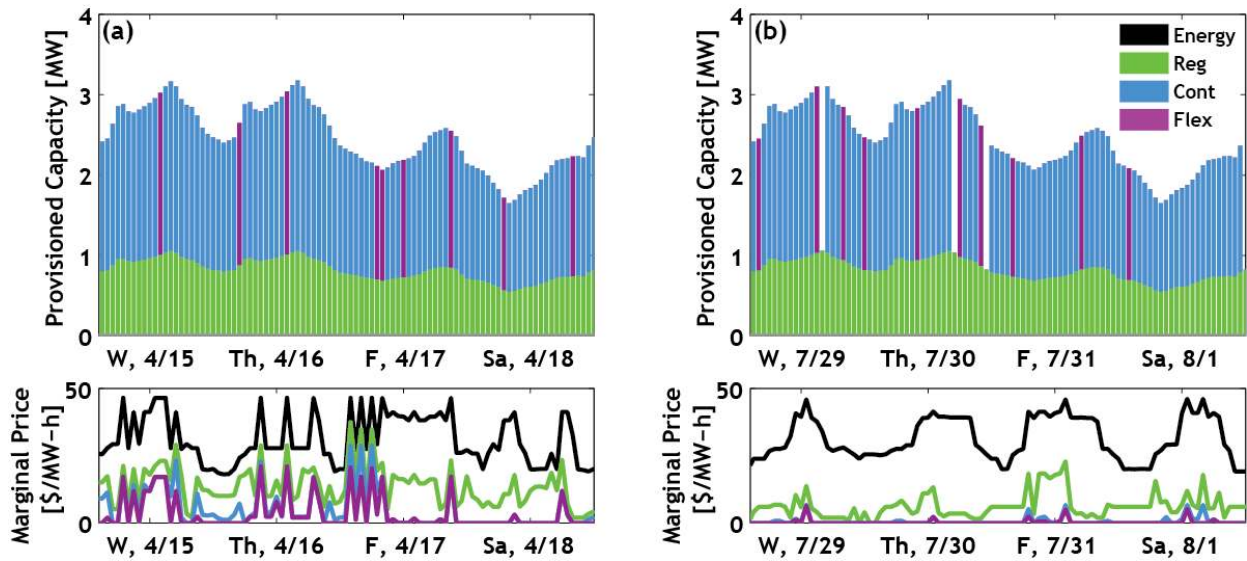 (a)
Provisioned Capacity [MW]
4
3
2
1
0
W, 4/15 Th, 4/16 F, 4/17 Sa, 4/18
Marginal Price
[$/MW-h]
50
0
W, 4/15 Th, 4/16 F, 4/17 Sa, 4/18
(b)
Provisioned Capacity [MW]
4
3
2
1
0
Energy
Reg
Cont
Flex
W, 7/29 Th, 7/30 F, 7/31 Sa, 8/1
Marginal Price
[$/MW-h]
50
0
W, 7/29 Th, 7/30 F, 7/31 Sa, 8/1